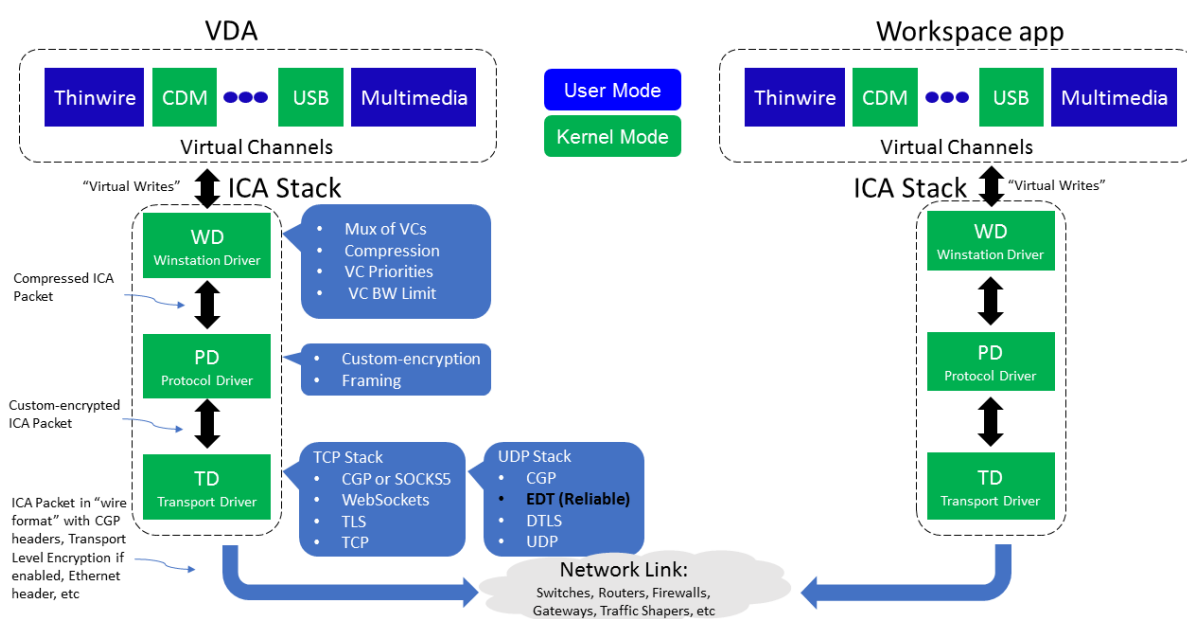 VDA
Thinwire
CDM
USB
Multimedia
Virtual Channels
User Mode
Kernel Mode
Workspace app
Thinwire
CDM
USB
Multimedia
Virtual Channels
“Virtual Writes”
ICA Stack
WD
Winstation Driver
• Mux of VCs
• Compression
• VC Priorities
• VC BW Limit
Compressed ICA
Packet
PD
Protocol Driver
• Custom-encryption
• Framing
Custom-encrypted
ICA Packet
TD
Transport Driver
TCP Stack
• CGP or SOCKS5
• WebSockets
• TLS
• TCP
UDP Stack
• CGP
• EDT (Reliable)
• DTLS
• UDP
ICA Packet in “wire
format” with CGP
headers, Transport
Level Encryption if
enabled, Ethernet
header, etc
Network Link:
Switches, Routers, Firewalls,
Gateways, Traffic Shapers, etc
ICA Stack
“Virtual Writes”
WD
Winstation Driver
PD
Protocol Driver
TD
Transport Driver